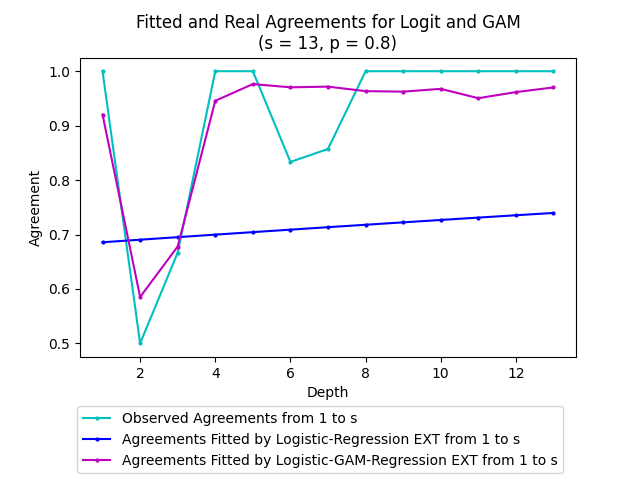 Fitted and Real Agreements for Logit and GAM
(s = 13, p = 0.8)
1.0
0.9
0.8
0.7
0.6
0.5
Agreement
2 4 6 8 10 12
Depth
Observed Agreements from 1 to s
Agreements Fitted by Logistic-Regression EXT from 1 to s
Agreements Fitted by Logistic-GAM-Regression EXT from 1 to s